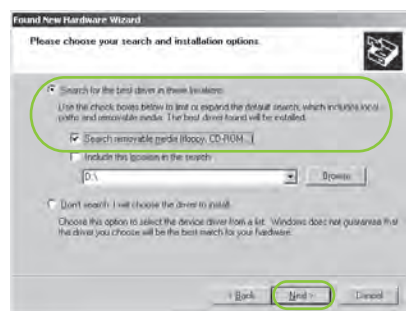 Found New Hardware Wizard
Please choose your search and installation options.
Search for the best driver in these locations.
Use the check boxes below to limit or expand the default search, which includes local
paths and removable media. The best driver found will be installed.
Search removable media (floppy, CD-ROM...)
Include this location in the search:
D:\
Browse
Don't search. I will choose the driver to install.
Choose this option to select the device driver from a list. Windows does not guarantee that
the driver you choose will be the best match for your hardware.
< Back
Next >
Cancel